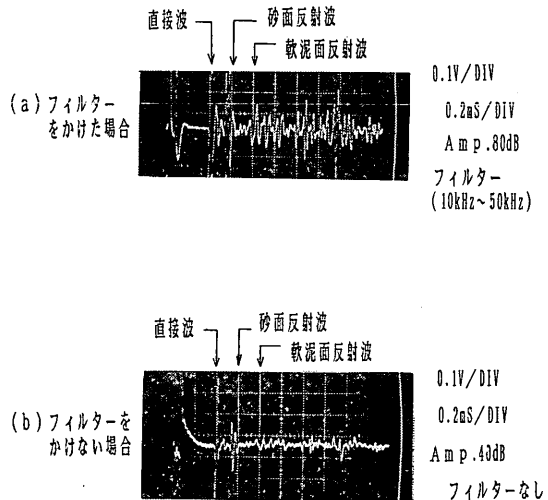 直接波
砂面反射波
軟泥面反射波
(a)フィルター
をかけた場合
0.1V/DIV
0.2mS/DIV
Amp.80dB
フィルター
(10kHz~50kHz)
直接波
砂面反射波
軟泥面反射波
(b)フィルターを
かけない場合
0.1V/DIV
0.2mS/DIV
Amp.40dB
フィルターなし